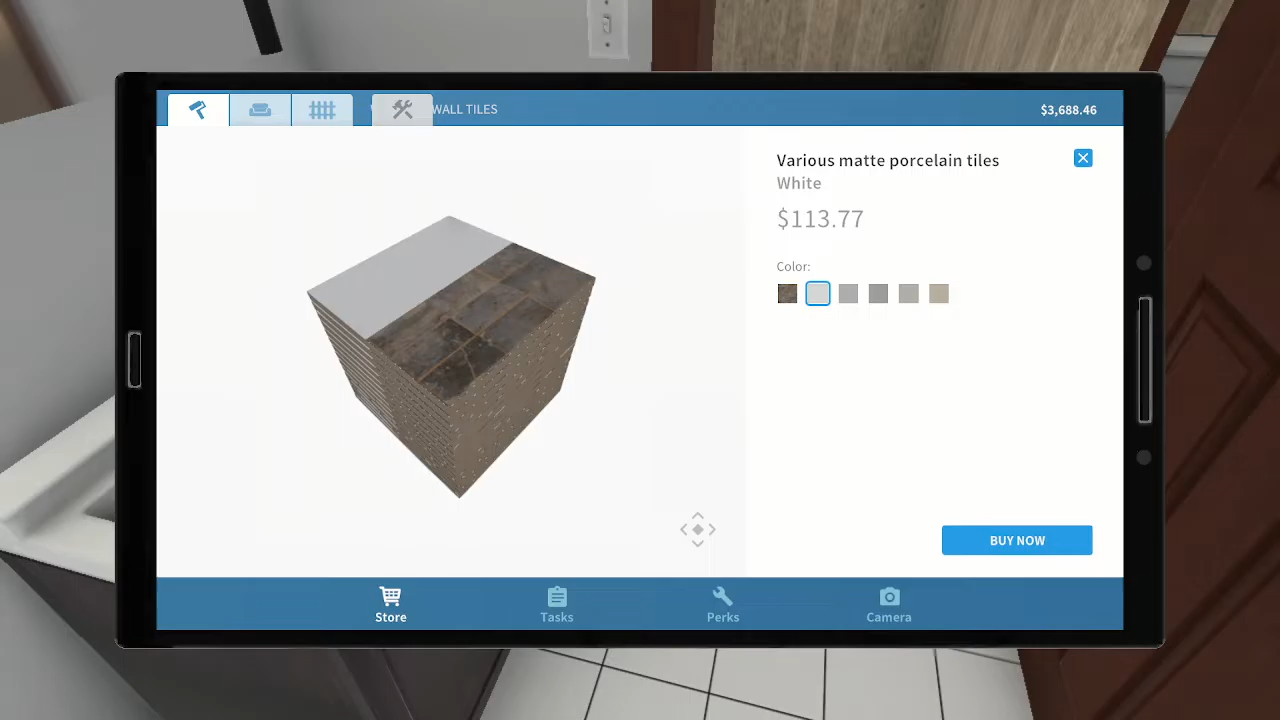 WALL TILES
$3,688.46
Various matte porcelain tiles
White
$113.77
Color:
BUY NOW
Store
Tasks
Perks
Camera